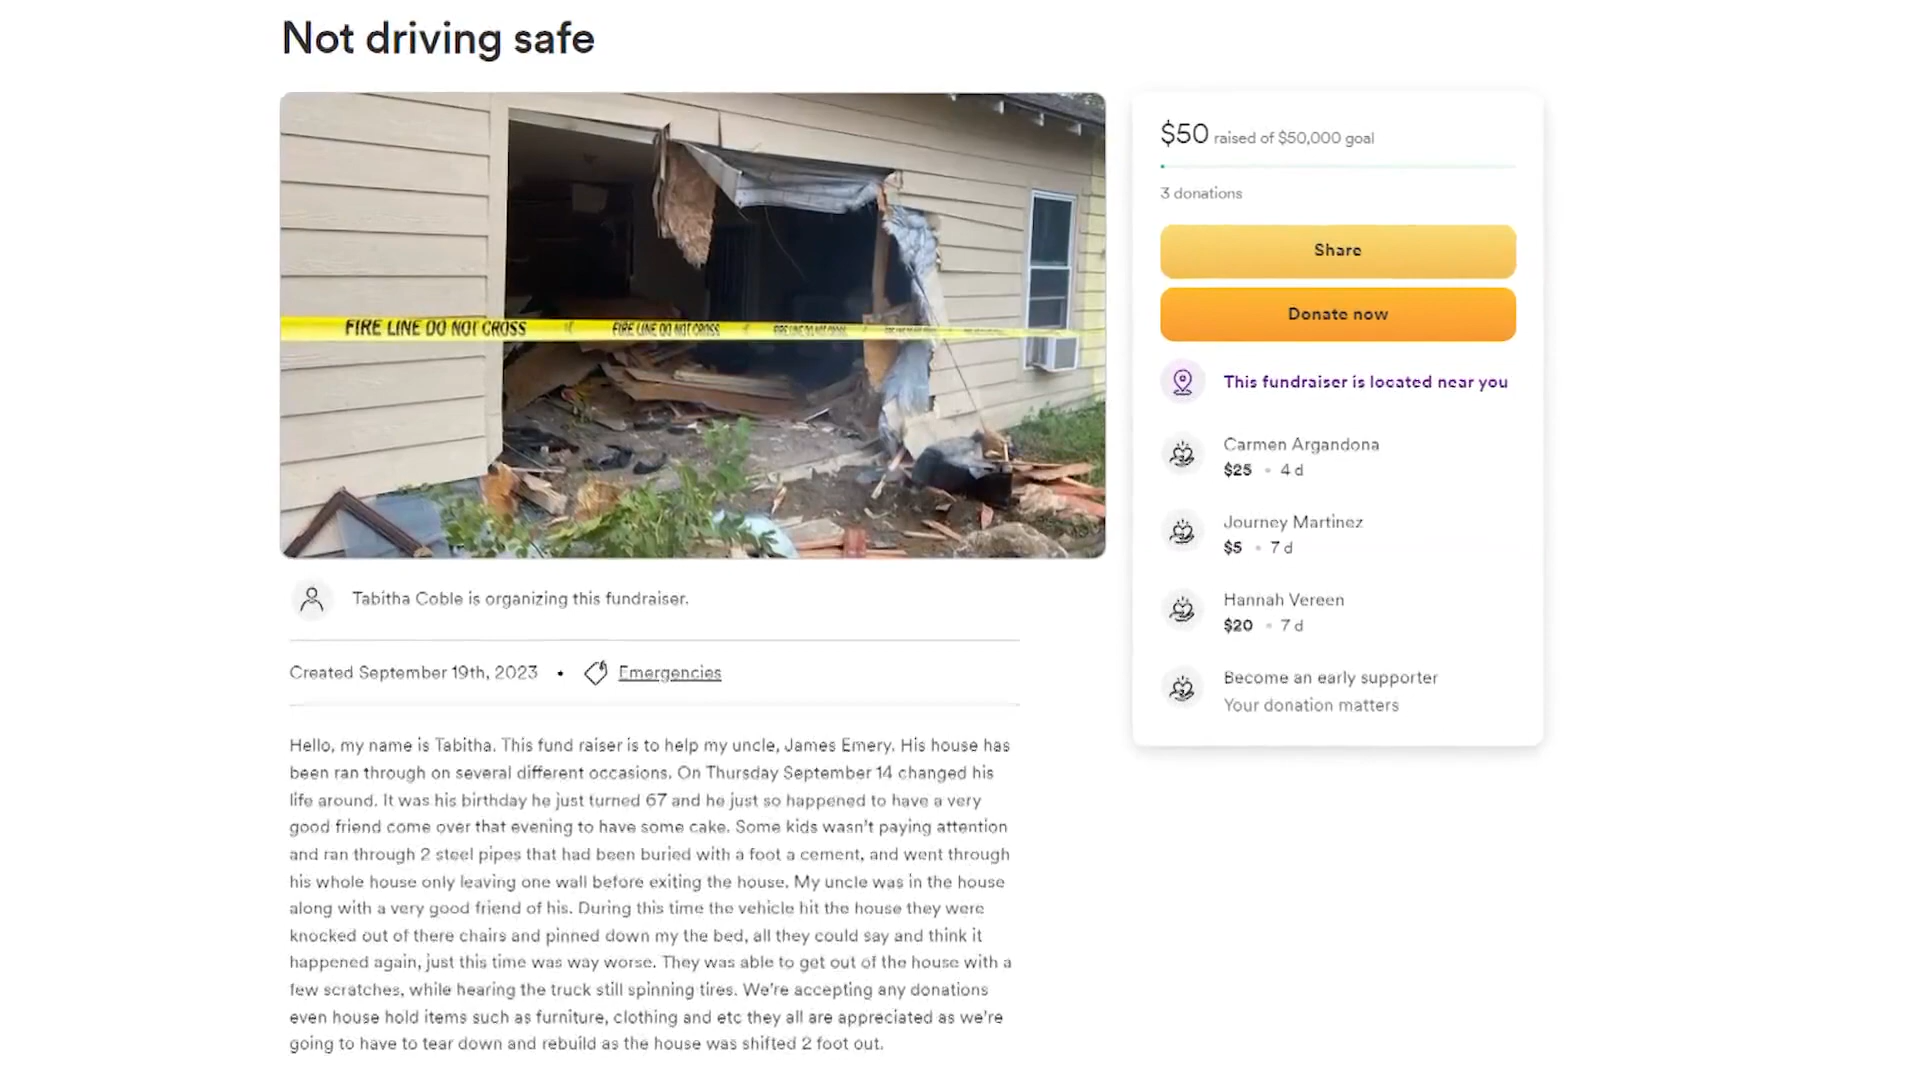 Not driving safe
FIRE LINE DO NOT CROSS FIRE LINE DO NOT CROSS FIRE LINE DO NOT CROSS FIRE LINE DO NOT CROSS
Tabitha Coble is organizing this fundraiser.
Created September 19th, 2023 • Emergencies
Hello, my name is Tabitha. This fund raiser is to help my uncle, James Emery. His house has
been ran through on several different occasions. On Thursday September 14 changed his
life around. It was his birthday he just turned 67 and he just so happened to have a very
good friend come over that evening to have some cake. Some kids wasn't paying attention
and ran through 2 steel pipes that had been buried with a foot a cement, and went through
his whole house only leaving one wall before exiting the house. My uncle was in the house
along with a very good friend of his. During this time the vehicle hit the house they were
knocked out of there chairs and pinned down my the bed, all they could say and think it
happened again, just this time was way worse. They was able to get out of the house with a
few scratches, while hearing the truck still spinning tires. We're accepting any donations
even house hold items such as furniture, clothing and etc they all are appreciated as we're
going to have to tear down and rebuild as the house was shifted 2 foot out.
$50 raised of $50,000 goal
3 donations
Share
Donate now
This fundraiser is located near you
Carmen Argandona
$25 • 4 d
Journey Martinez
$5 • 7 d
Hannah Vereen
$20 • 7 d
Become an early supporter
Your donation matters